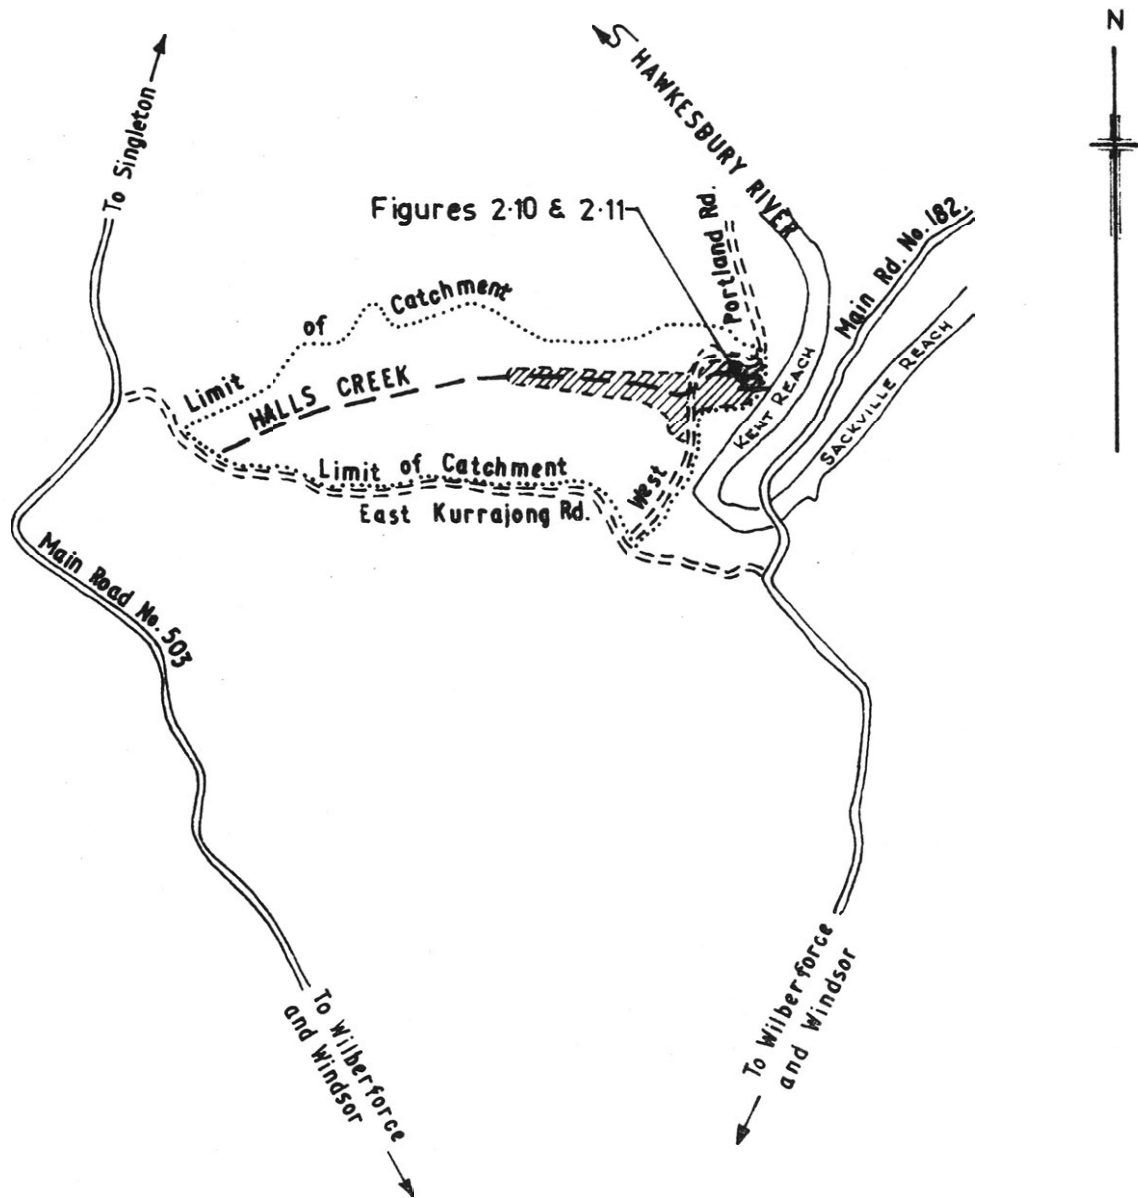 N
To Singleton
HAWKESBURY RIVER
Figures 2·10 & 2·11
Portland Rd.
Main Rd. No. 182.
Limit of Catchment
HALLS CREEK
KENT REACH
SACKVILLE REACH
Limit of Catchment
West
East Kurrajong Rd.
Main Road No. 503
To Wilberforce
and Windsor
To Wilberforce
and Windsor